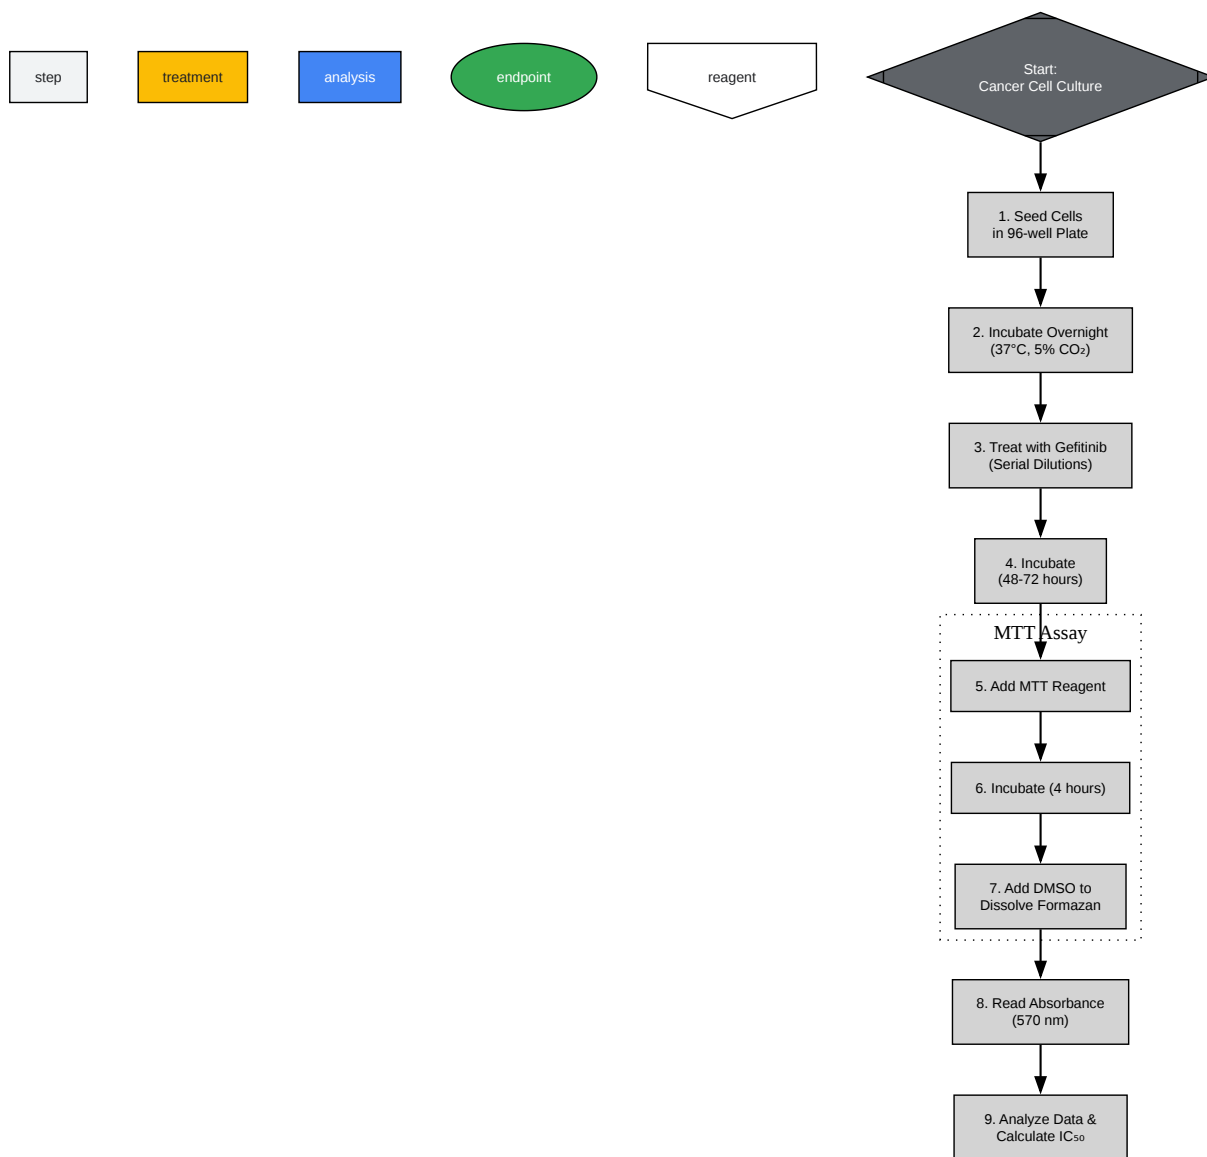 step
treatment
analysis
endpoint
reagent
Start:
Cancer Cell Culture
1. Seed Cells
in 96-well Plate
2. Incubate Overnight
(37°C, 5% CO₂)
3. Treat with Gefitinib
(Serial Dilutions)
4. Incubate
(48-72 hours)
MTT Assay
5. Add MTT Reagent
6. Incubate (4 hours)
7. Add DMSO to
Dissolve Formazan
8. Read Absorbance
(570 nm)
9. Analyze Data &
Calculate IC₅₀